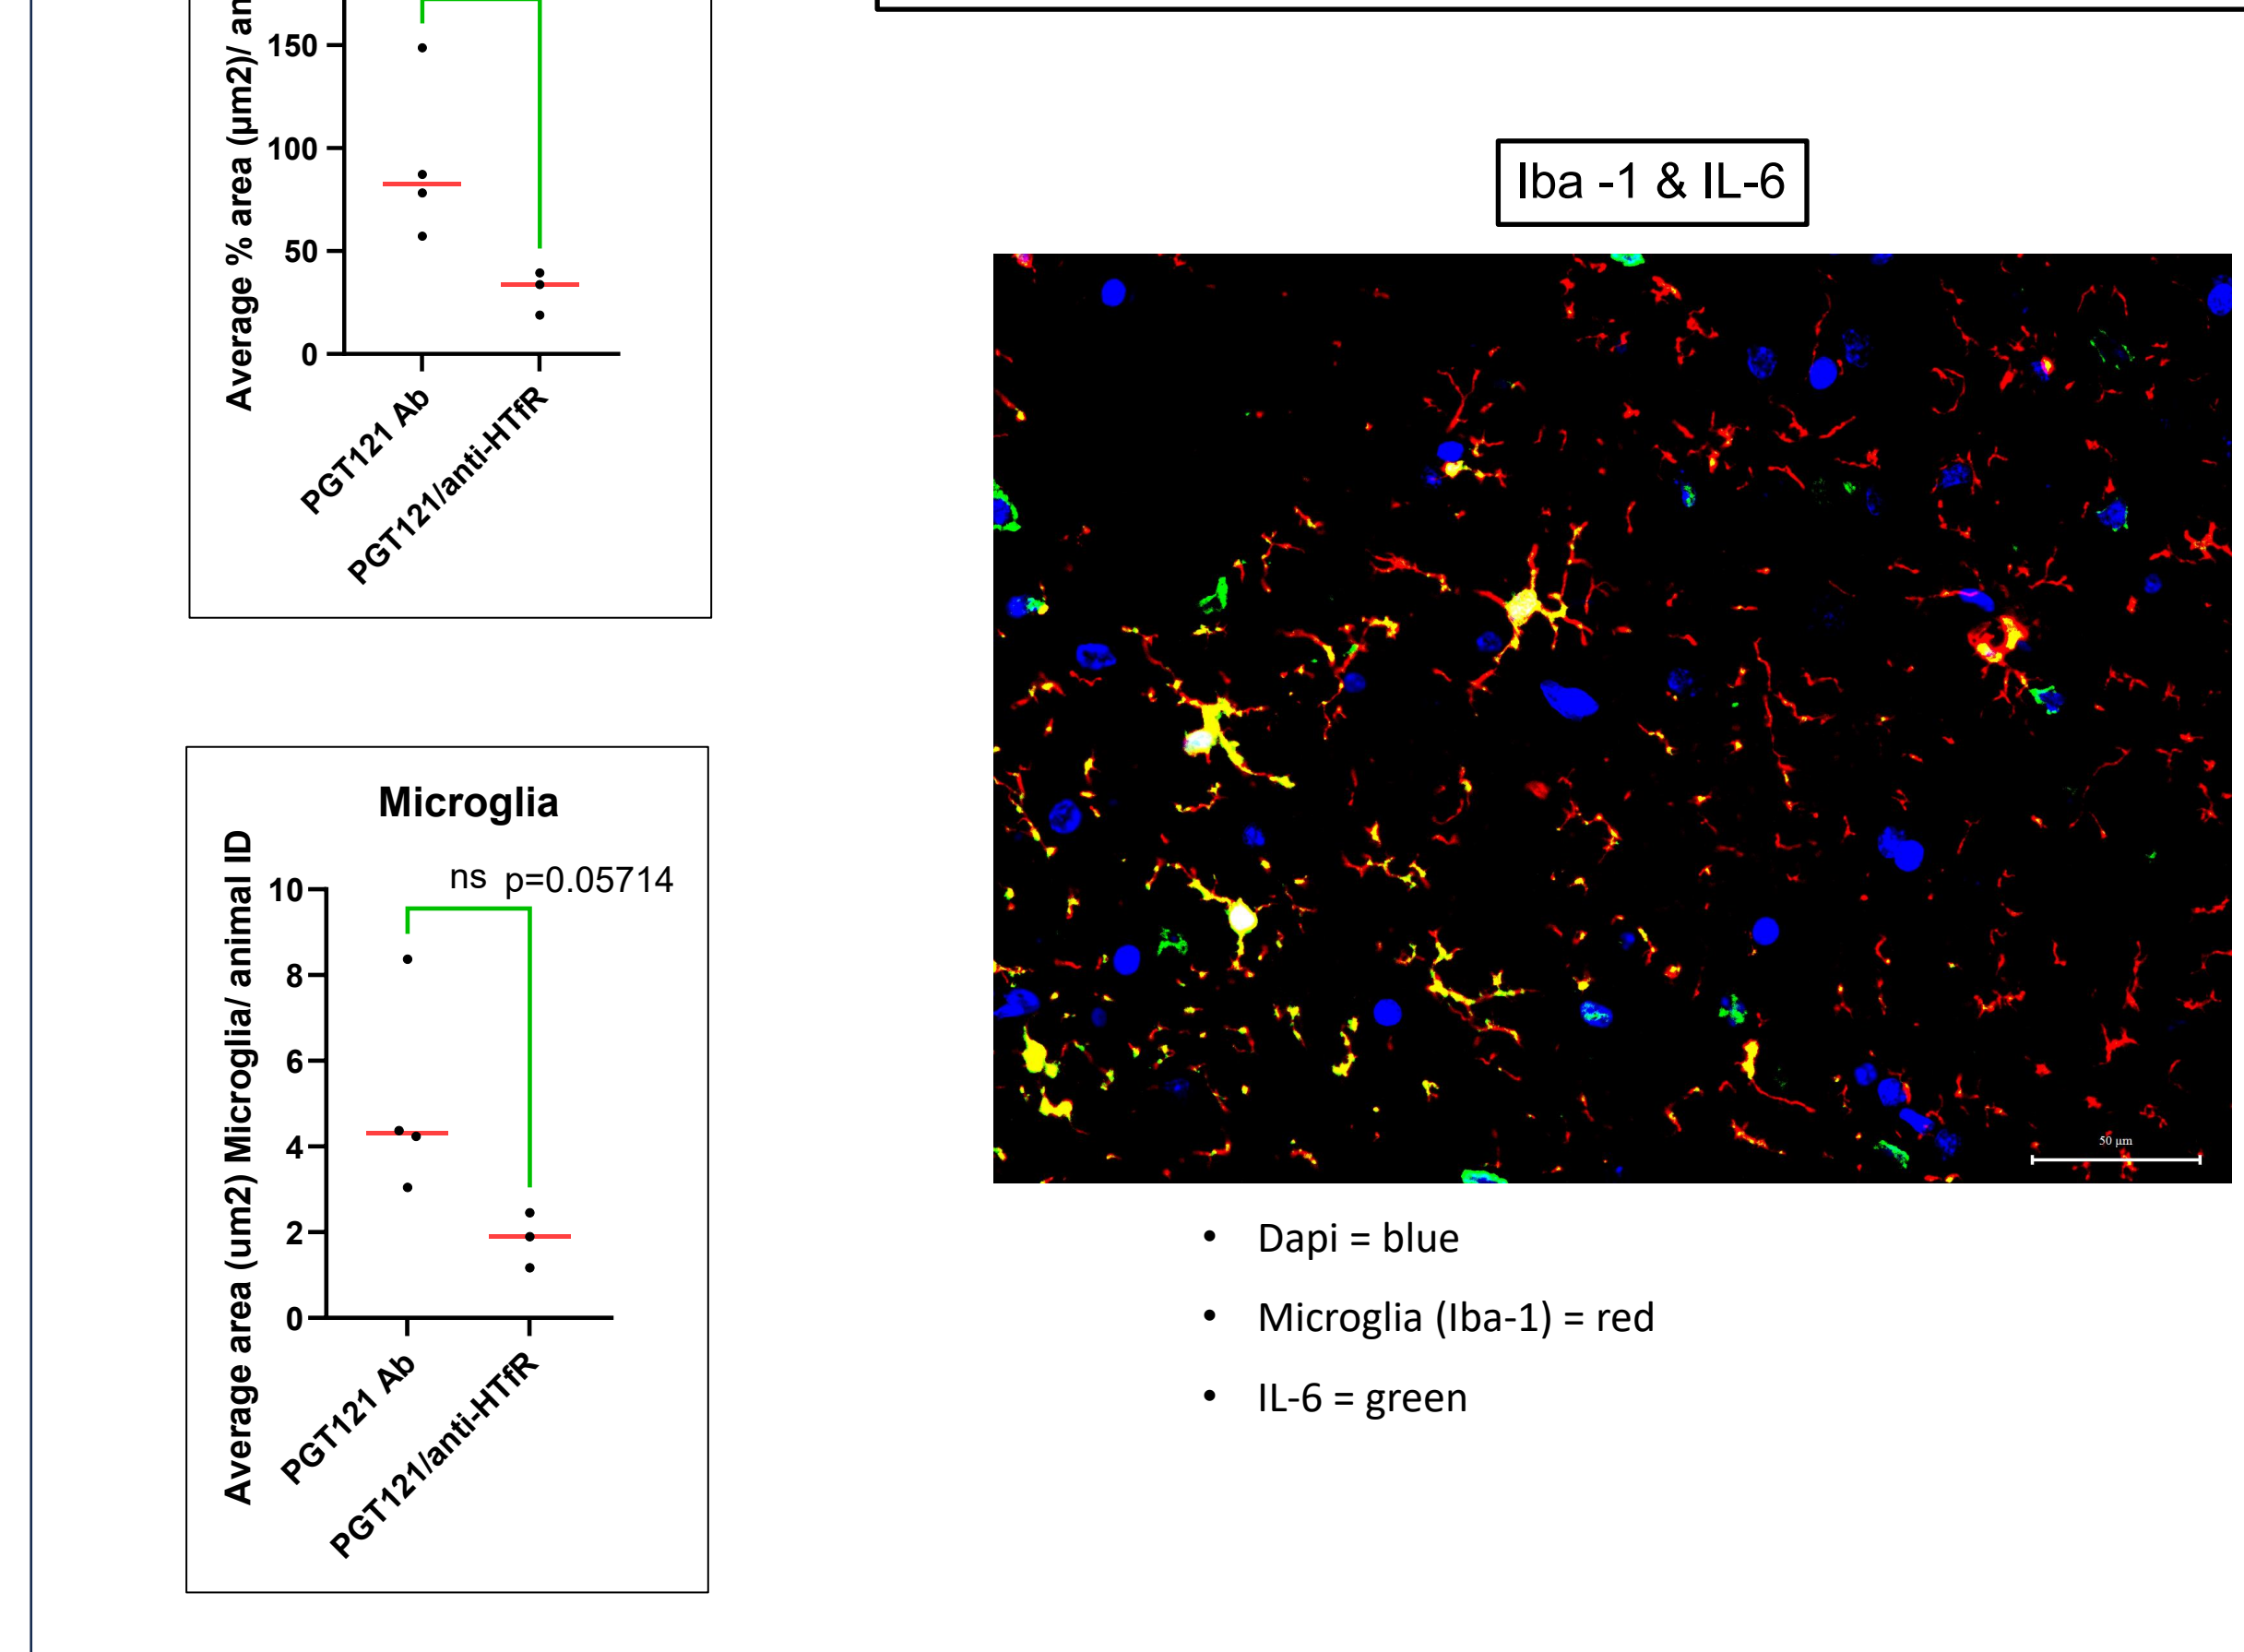 Average % area (µm2)/ an
150
100
50
0
PGT121 Ab
PGT121/anti-HTfR
Microglia
ns p=0.05714
Average area (um2) Microglia/ animal ID
10
8
6
4
2
0
PGT121 Ab
PGT121/anti-HTfR
Iba -1 & IL-6
50 µm
• Dapi = blue
• Microglia (Iba-1) = red
• IL-6 = green